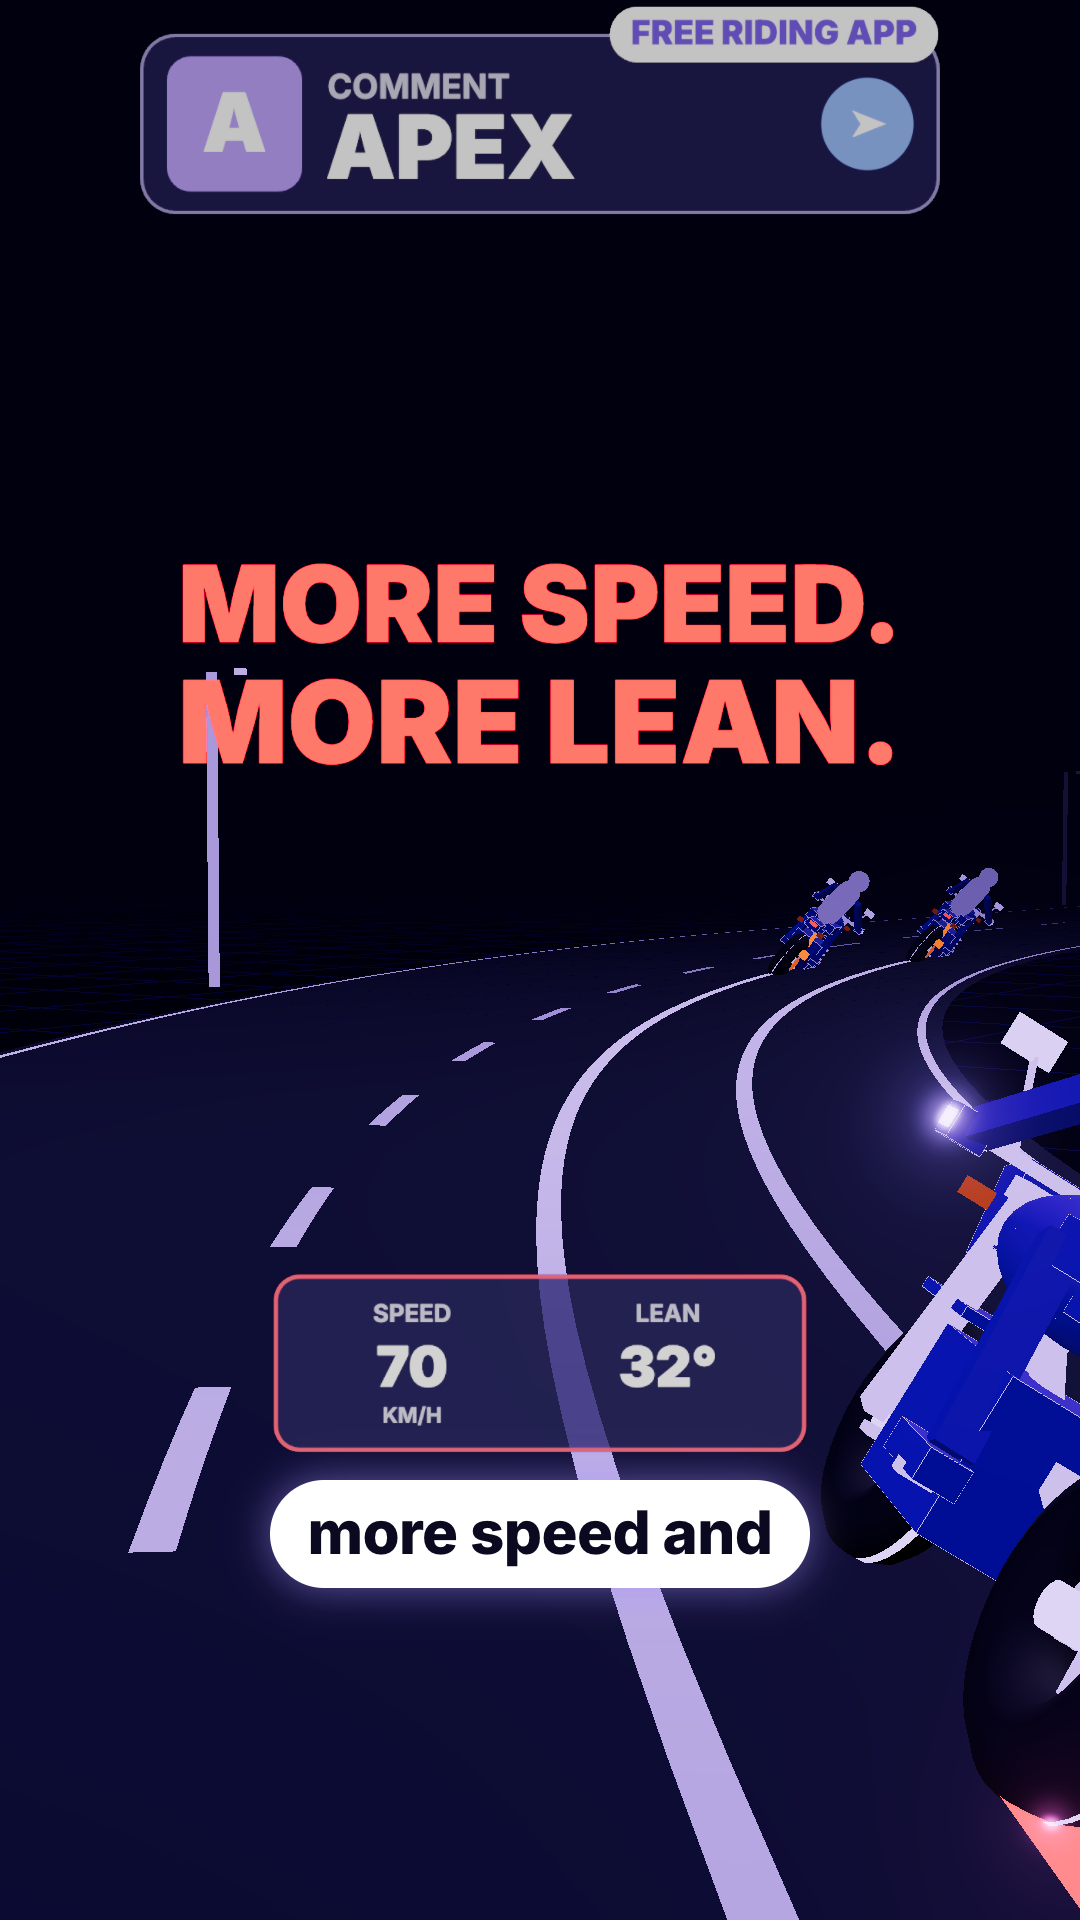 FREE RIDING APP
A
COMMENT
APEX
MORE SPEED.
MORE LEAN.
SPEED
70
KM/H
LEAN
32°
more speed and